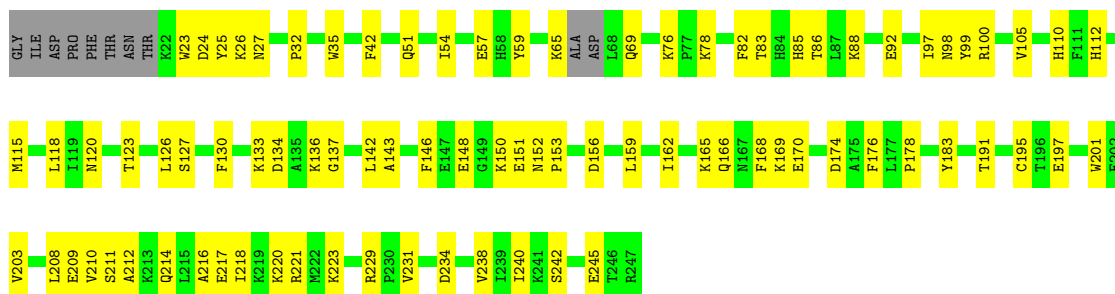 GLY ILE ASP PRO PHE THR ASN THR K22 W23 D24 Y25 K26 N27 P32 W35 F42 Q51 I54 E57 H58 Y59 K65 ALA ASP L68 Q69 K76 P77 K78 F82 T83 H84 H85 T86 L87 K88 E92 I97 N98 Y99 R100 V105 H110 F111 H112
M115 L118 I119 N120 T123 L126 S127 F130 K133 D134 A135 K136 G137 L142 A143 F146 E147 E148 G149 K150 E151 N152 P153 D156 L159 I162 K165 Q166 N167 F168 K169 E170 D174 A175 F176 L177 P178 Y183 T191 C195 T196 E197 W201
V203 L208 E209 V210 S211 A212 K213 Q214 L215 A216 E217 I218 K219 K220 R221 M222 K223 R229 P230 V231 D234 V238 I239 I240 K241 S242 E245 T246 R247